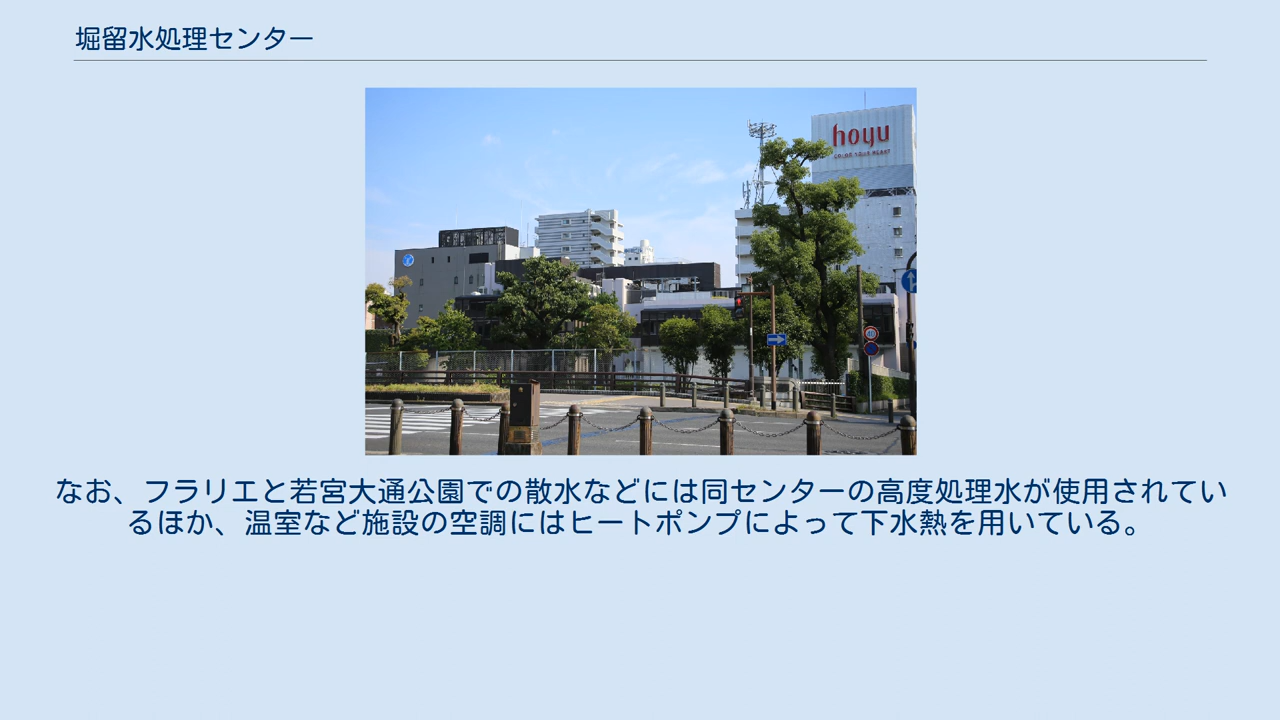 堀留水処理センター
hoyu
COLOR YOUR HEART
なお、フラリエと若宮大通公園での散水などには同センターの高度処理水が使用されてい
るほか、温室など施設の空調にはヒートポンプによって下水熱を用いている。